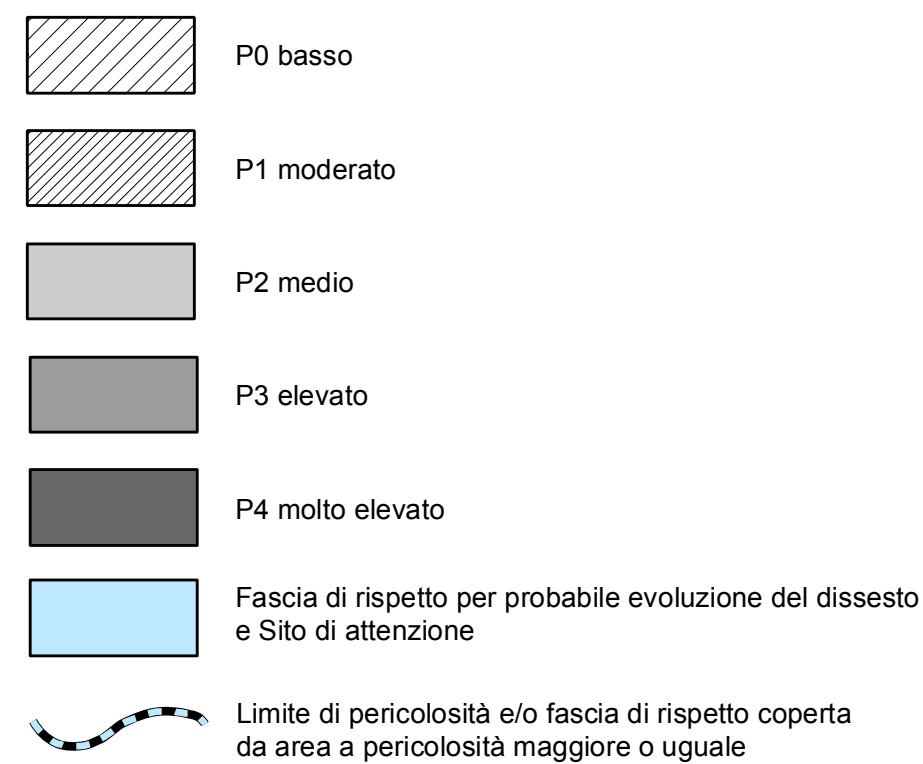 P0 basso
P1 moderato
P2 medio
P3 elevato
P4 molto elevato
Fascia di rispetto per probabile evoluzione del dissesto
e Sito di attenzione
Limite di pericolosità e/o fascia di rispetto coperta
da area a pericolosità maggiore o uguale